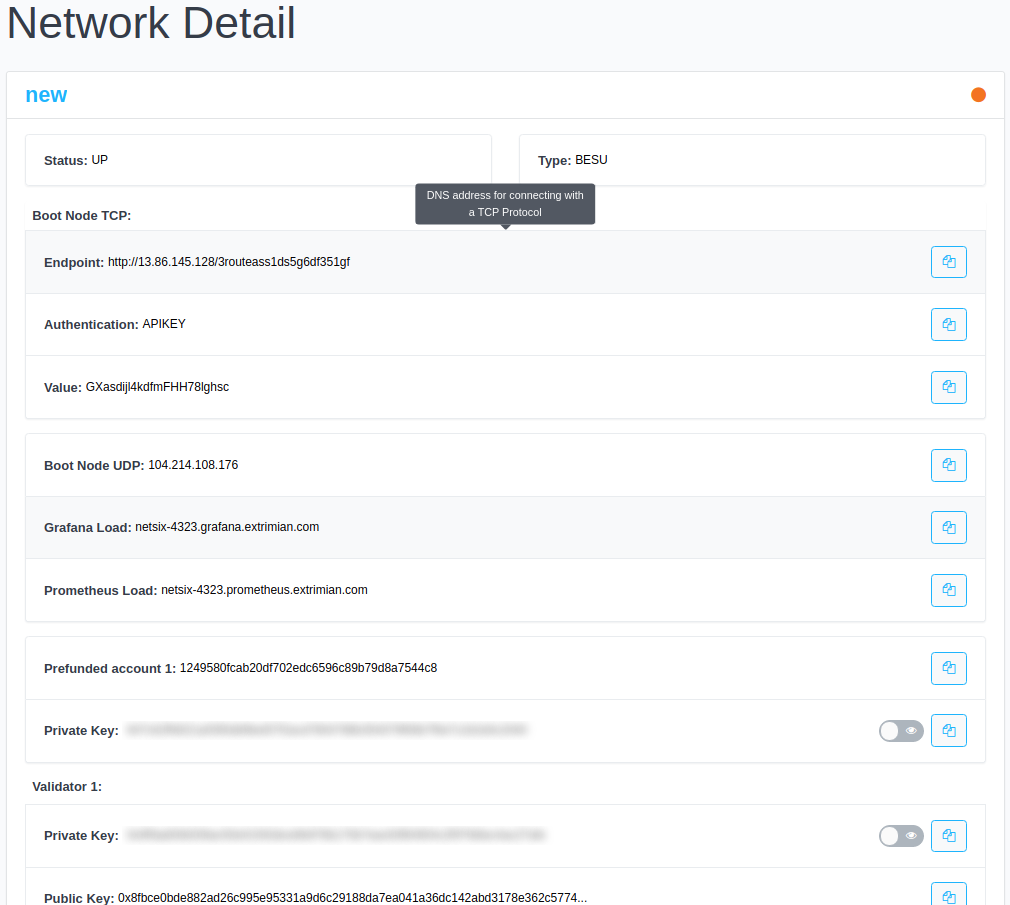 Network Detail
new
Status: UP
Type: BESU
DNS address for connecting with
a TCP Protocol
Boot Node TCP:
Endpoint: http://13.86.145.128/3routeass1ds5g6df351gf
Authentication: APIKEY
Value: GXasdijl4kdfmFHH78lghsc
Boot Node UDP: 104.214.108.176
Grafana Load: netsix-4323.grafana.extrimian.com
Prometheus Load: netsix-4323.prometheus.extrimian.com
Prefunded account 1: 1249580fcab20df702edc6596c89b79d8a7544c8
Private Key:
Validator 1:
Private Key:
Public Key: 0x8fbce0bde882ad26c995e95331a9d6c29188da7ea041a36dc142abd3178e362c5774...